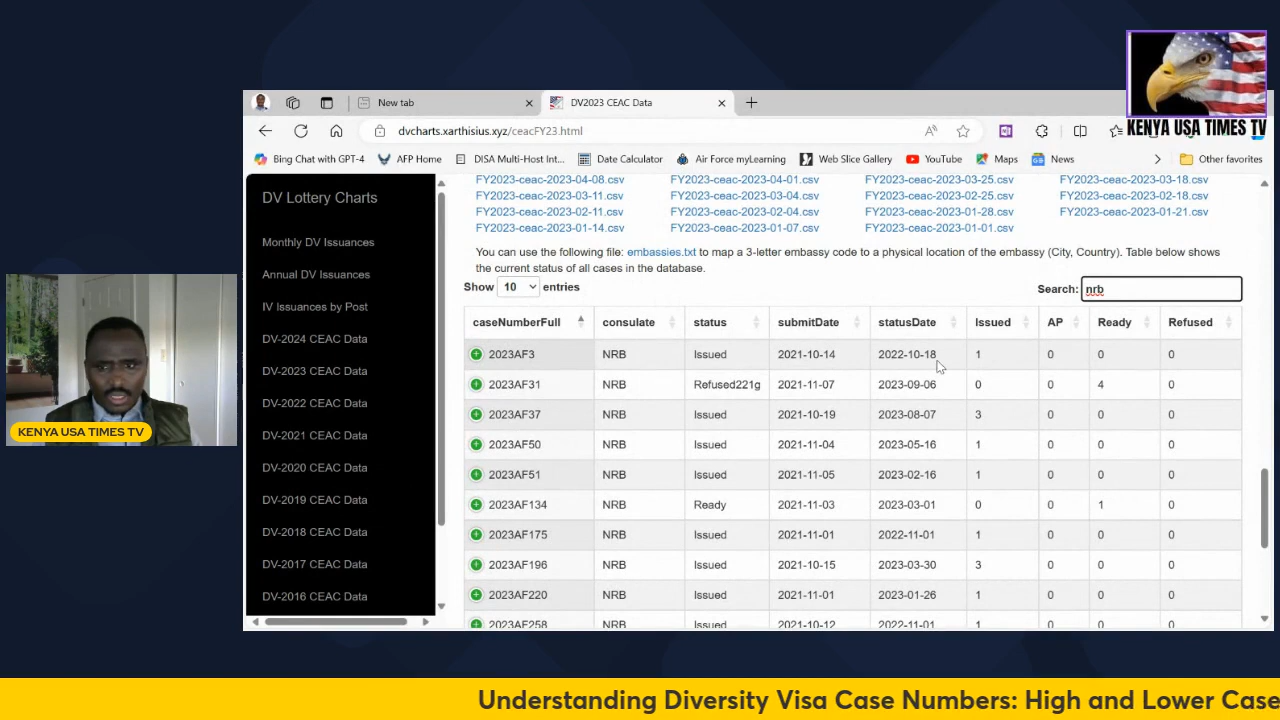 KENYA USA TIMES TV
New tab
DV2023 CEAC Data
dvcharts.xarthisius.xyz/ceacFY23.html
Bing Chat with GPT-4 AFP Home DISA Multi-Host Int... Date Calculator Air Force myLearning Web Slice Gallery YouTube Maps News Other favorites
DV Lottery Charts
Monthly DV Issuances
Annual DV Issuances
IV Issuances by Post
DV-2024 CEAC Data
DV-2023 CEAC Data
DV-2022 CEAC Data
DV-2021 CEAC Data
DV-2020 CEAC Data
DV-2019 CEAC Data
DV-2018 CEAC Data
DV-2017 CEAC Data
DV-2016 CEAC Data
FY2023-ceac-2023-04-08.csv FY2023-ceac-2023-04-01.csv FY2023-ceac-2023-03-25.csv FY2023-ceac-2023-03-18.csv
FY2023-ceac-2023-03-11.csv FY2023-ceac-2023-03-04.csv FY2023-ceac-2023-02-25.csv FY2023-ceac-2023-02-18.csv
FY2023-ceac-2023-02-11.csv FY2023-ceac-2023-02-04.csv FY2023-ceac-2023-01-28.csv FY2023-ceac-2023-01-21.csv
FY2023-ceac-2023-01-14.csv FY2023-ceac-2023-01-07.csv FY2023-ceac-2023-01-01.csv
You can use the following file: embassies.txt to map a 3-letter embassy code to a physical location of the embassy (City, Country). Table below shows
the current status of all cases in the database.
Show 10 entries Search: nrb
caseNumberFull consulate status submitDate statusDate Issued AP Ready Refused
2023AF3 NRB Issued 2021-10-14 2022-10-18 1 0 0 0
2023AF31 NRB Refused221g 2021-11-07 2023-09-06 0 0 4 0
2023AF37 NRB Issued 2021-10-19 2023-08-07 3 0 0 0
2023AF50 NRB Issued 2021-11-04 2023-05-16 1 0 0 0
2023AF51 NRB Issued 2021-11-05 2023-02-16 1 0 0 0
2023AF134 NRB Ready 2021-11-03 2023-03-01 0 0 1 0
2023AF175 NRB Issued 2021-11-01 2022-11-01 1 0 0 0
2023AF196 NRB Issued 2021-10-15 2023-03-30 3 0 0 0
2023AF220 NRB Issued 2021-11-01 2023-01-26 1 0 0 0
2023AF258 NRB Issued 2021-10-12 2022-11-01 1 0 0 0
KENYA USA TIMES TV
Understanding Diversity Visa Case Numbers: High and Lower Case